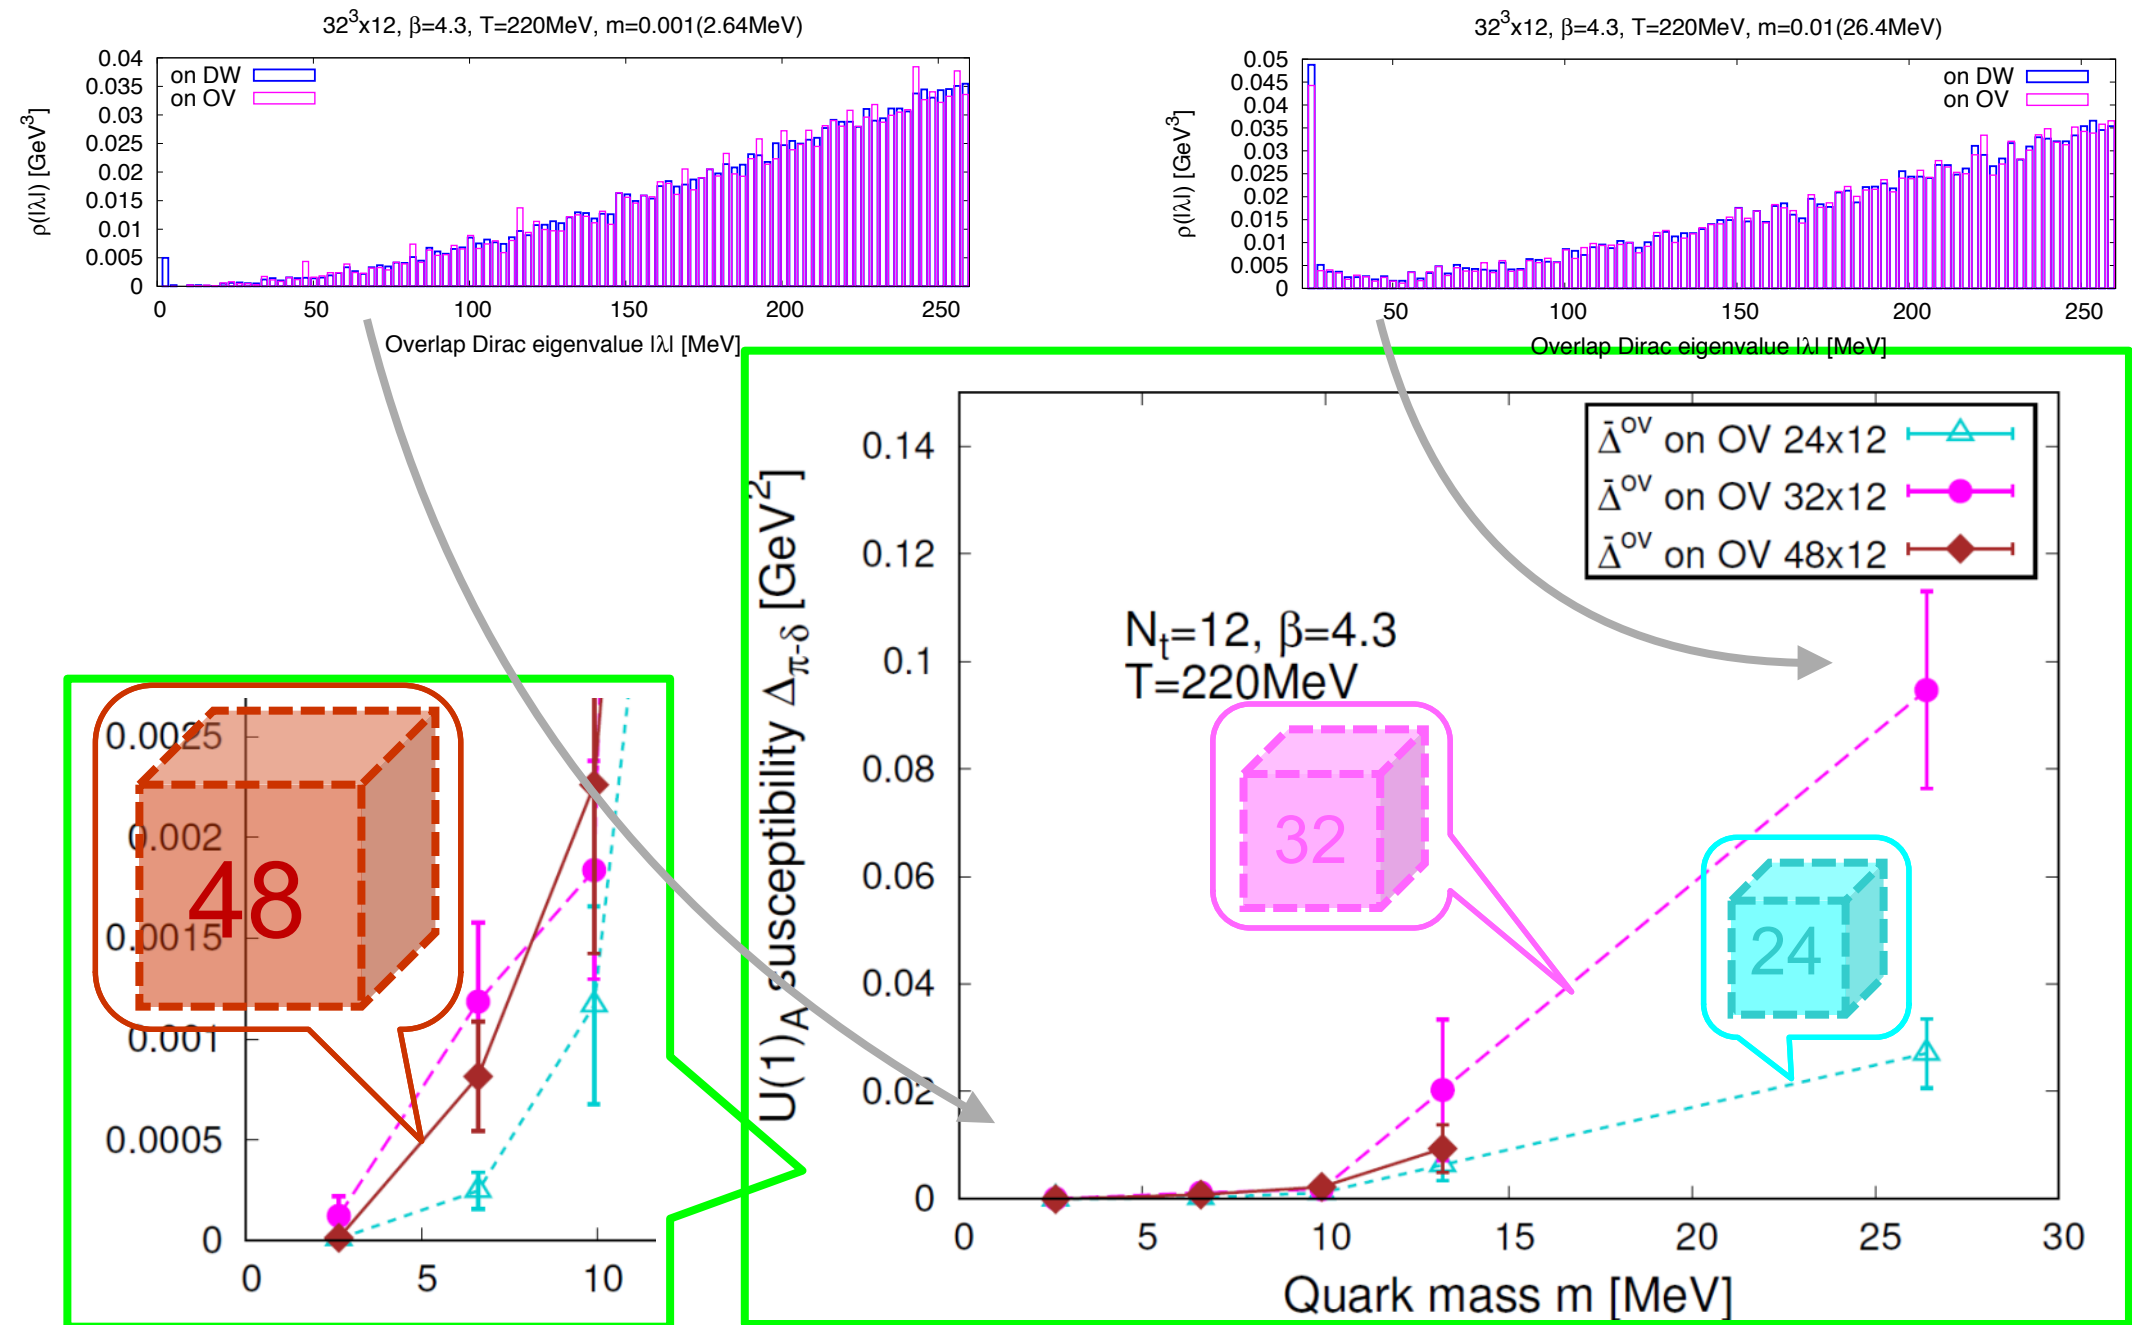 32³x12, β=4.3, T=220MeV, m=0.001(2.64MeV)
on DW
on OV
0.04
0.035
0.03
0.025
0.02
0.015
0.01
0.005
0
ρ(|λ|) [GeV³]
0 50 100 150 200 250
Overlap Dirac eigenvalue |λ| [MeV]
32³x12, β=4.3, T=220MeV, m=0.01(26.4MeV)
on DW
on OV
0.05
0.045
0.04
0.035
0.03
0.025
0.02
0.015
0.01
0.005
0
ρ(|λ|) [GeV³]
50 100 150 200 250
Overlap Dirac eigenvalue |λ| [MeV]
0.0025
0.002
0.0015
0.001
0.0005
0
48
0 5 10
U(1)_A susceptibility Δ_π-δ [GeV²]
0.14
0.12
0.1
0.08
0.06
0.04
0.02
0
Δ̄^ov on OV 24x12
Δ̄^ov on OV 32x12
Δ̄^ov on OV 48x12
N_t=12, β=4.3
T=220MeV
32
24
0 5 10 15 20 25 30
Quark mass m [MeV]